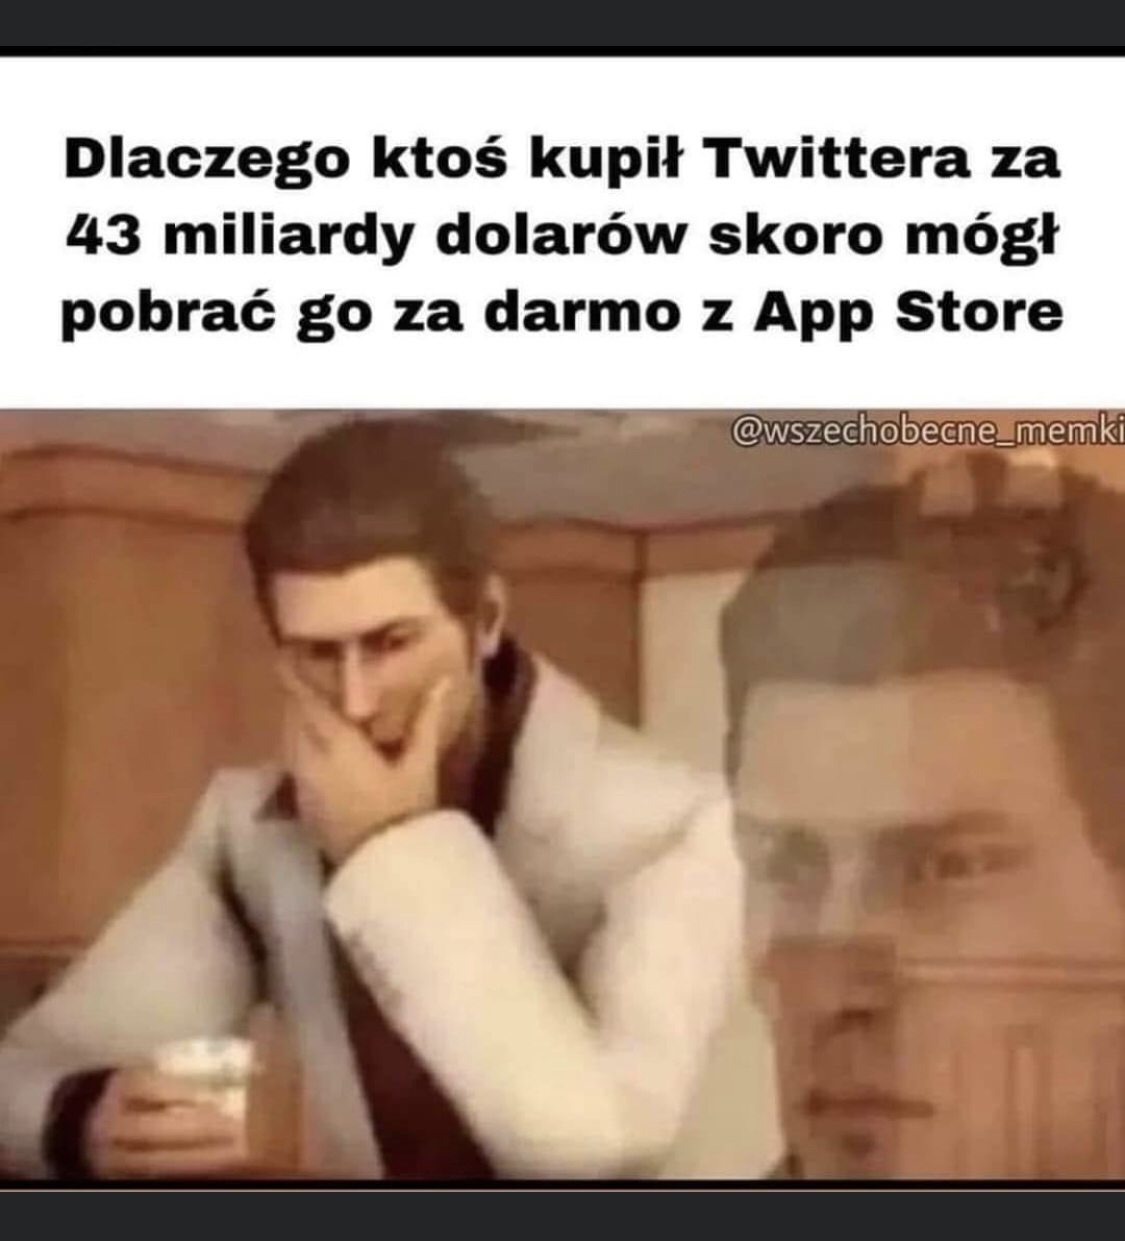 Dlaczego ktoś kupił Twittera za
43 miliardy dolarów skoro mógł
pobrać go za darmo z App Store
@wszechobecne_memki